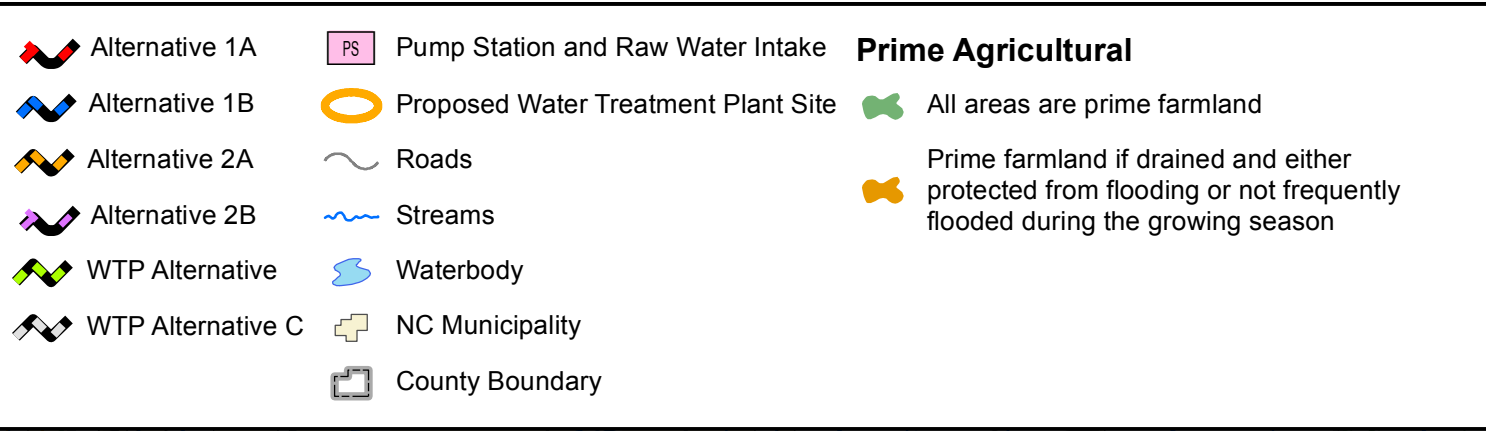 Alternative 1A
Alternative 1B
Alternative 2A
Alternative 2B
WTP Alternative
WTP Alternative C
PS
Pump Station and Raw Water Intake
Proposed Water Treatment Plant Site
Roads
Streams
Waterbody
NC Municipality
County Boundary
Prime Agricultural
All areas are prime farmland
Prime farmland if drained and either
protected from flooding or not frequently
flooded during the growing season